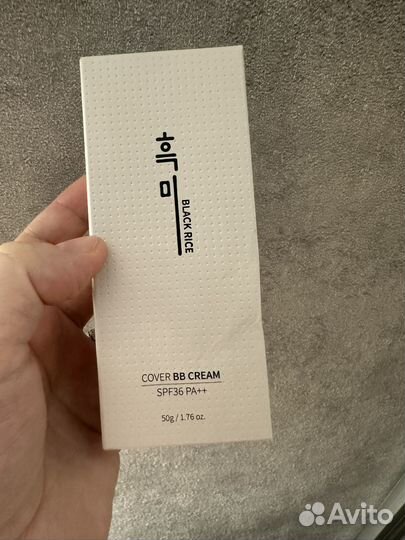 흑미
BLACK RICE
COVER BB CREAM
SPF36 PA++
50g / 1.76 oz.
Avito